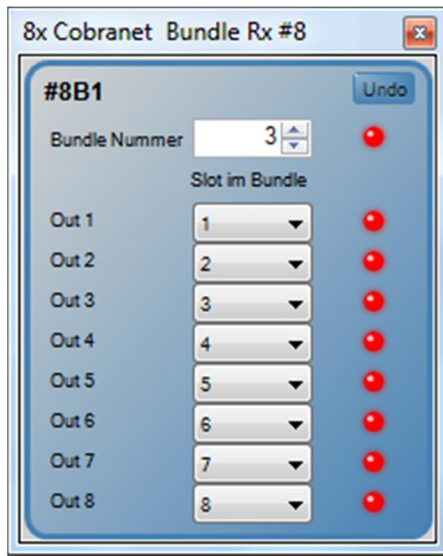 8x Cobranet Bundle Rx #8
#8B1 Undo
Bundle Nummer 3
Slot im Bundle
Out 1 1
Out 2 2
Out 3 3
Out 4 4
Out 5 5
Out 6 6
Out 7 7
Out 8 8